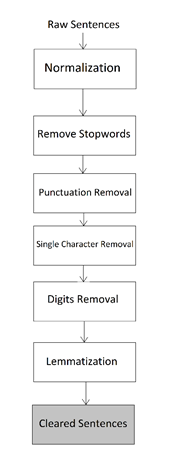 Raw Sentences
Normalization
Remove Stopwords
Punctuation Removal
Single Character Removal
Digits Removal
Lemmatization
Cleared Sentences